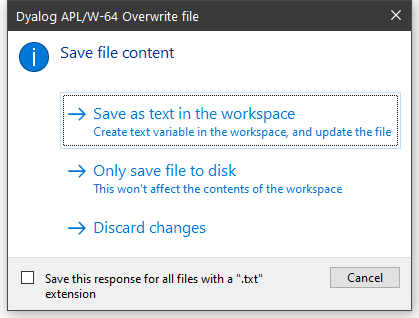 Dyalog APL/W-64 Overwrite file
Save file content
Save as text in the workspace
Create text variable in the workspace, and update the file
Only save file to disk
This won't affect the contents of the workspace
Discard changes
Save this response for all files with a ".txt"
extension
Cancel